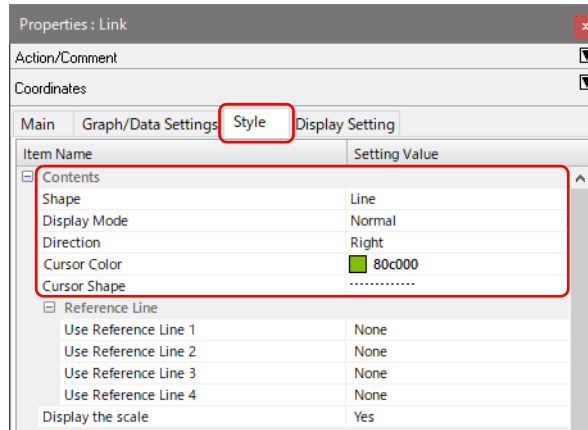 Properties : Link x
Action/Comment
Coordinates
Main Graph/Data Settings Style Display Setting
Item Name Setting Value
Contents
Shape Line
Display Mode Normal
Direction Right
Cursor Color 80c000
Cursor Shape -------------
Reference Line
Use Reference Line 1 None
Use Reference Line 2 None
Use Reference Line 3 None
Use Reference Line 4 None
Display the scale Yes